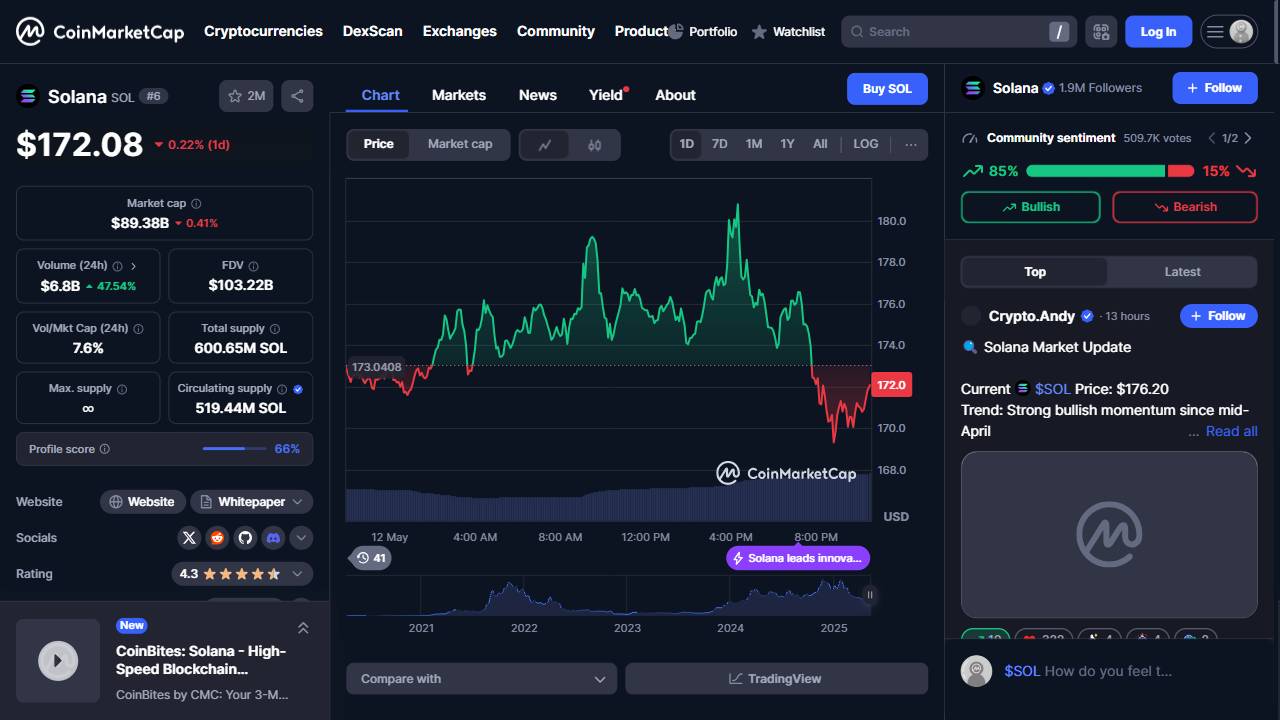 CoinMarketCap Cryptocurrencies DexScan Exchanges Community Product Portfolio Watchlist Search / Log In
Solana SOL #6 2M
$172.08 0.22% (1d)
Market cap
$89.38B 0.41%
Volume (24h)
$6.8B 47.54%
FDV
$103.22B
Vol/Mkt Cap (24h)
7.6%
Total supply
600.65M SOL
Max. supply
∞
Circulating supply
519.44M SOL
Profile score 66%
Website Website Whitepaper
Socials
Rating 4.3
New
CoinBites: Solana - High-
Speed Blockchain...
CoinBites by CMC: Your 3-M...
Chart Markets News Yield About Buy SOL
Price Market cap 1D 7D 1M 1Y All LOG ...
180.0
178.0
176.0
174.0
173.0408
172.0
170.0
168.0
CoinMarketCap
USD
12 May 4:00 AM 8:00 AM 12:00 PM 4:00 PM 8:00 PM
41 Solana leads innova...
2021 2022 2023 2024 2025
Compare with TradingView
Solana 1.9M Followers + Follow
Community sentiment 509.7K votes 1/2
85% 15%
Bullish Bearish
Top Latest
Crypto.Andy · 13 hours + Follow
Solana Market Update
Current $SOL Price: $176.20
Trend: Strong bullish momentum since mid-
April ... Read all
$SOL How do you feel t...